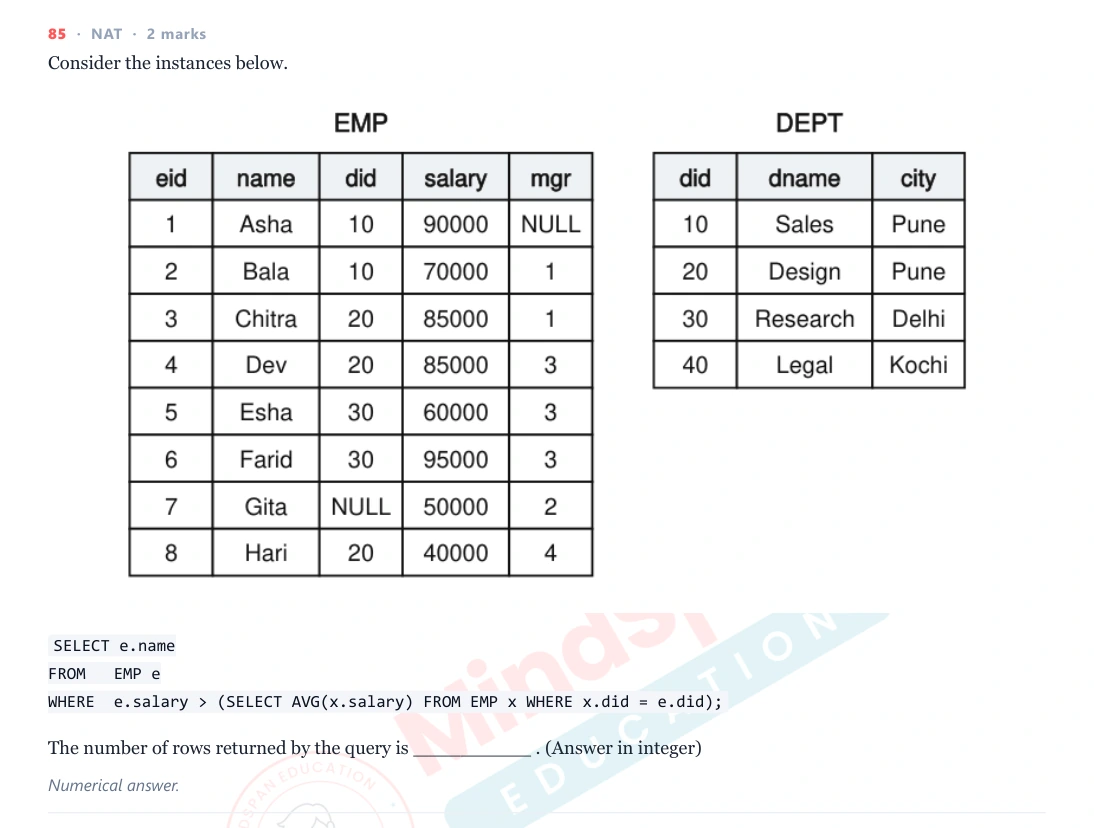 85 · NAT · 2 marks
Consider the instances below.
EMP
eid name did salary mgr
1 Asha 10 90000 NULL
2 Bala 10 70000 1
3 Chitra 20 85000 1
4 Dev 20 85000 3
5 Esha 30 60000 3
6 Farid 30 95000 3
7 Gita NULL 50000 2
8 Hari 20 40000 4
DEPT
did dname city
10 Sales Pune
20 Design Pune
30 Research Delhi
40 Legal Kochi
SELECT e.name
FROM EMP e
WHERE e.salary > (SELECT AVG(x.salary) FROM EMP x WHERE x.did = e.did);
The number of rows returned by the query is ____________ . (Answer in integer)
Numerical answer.